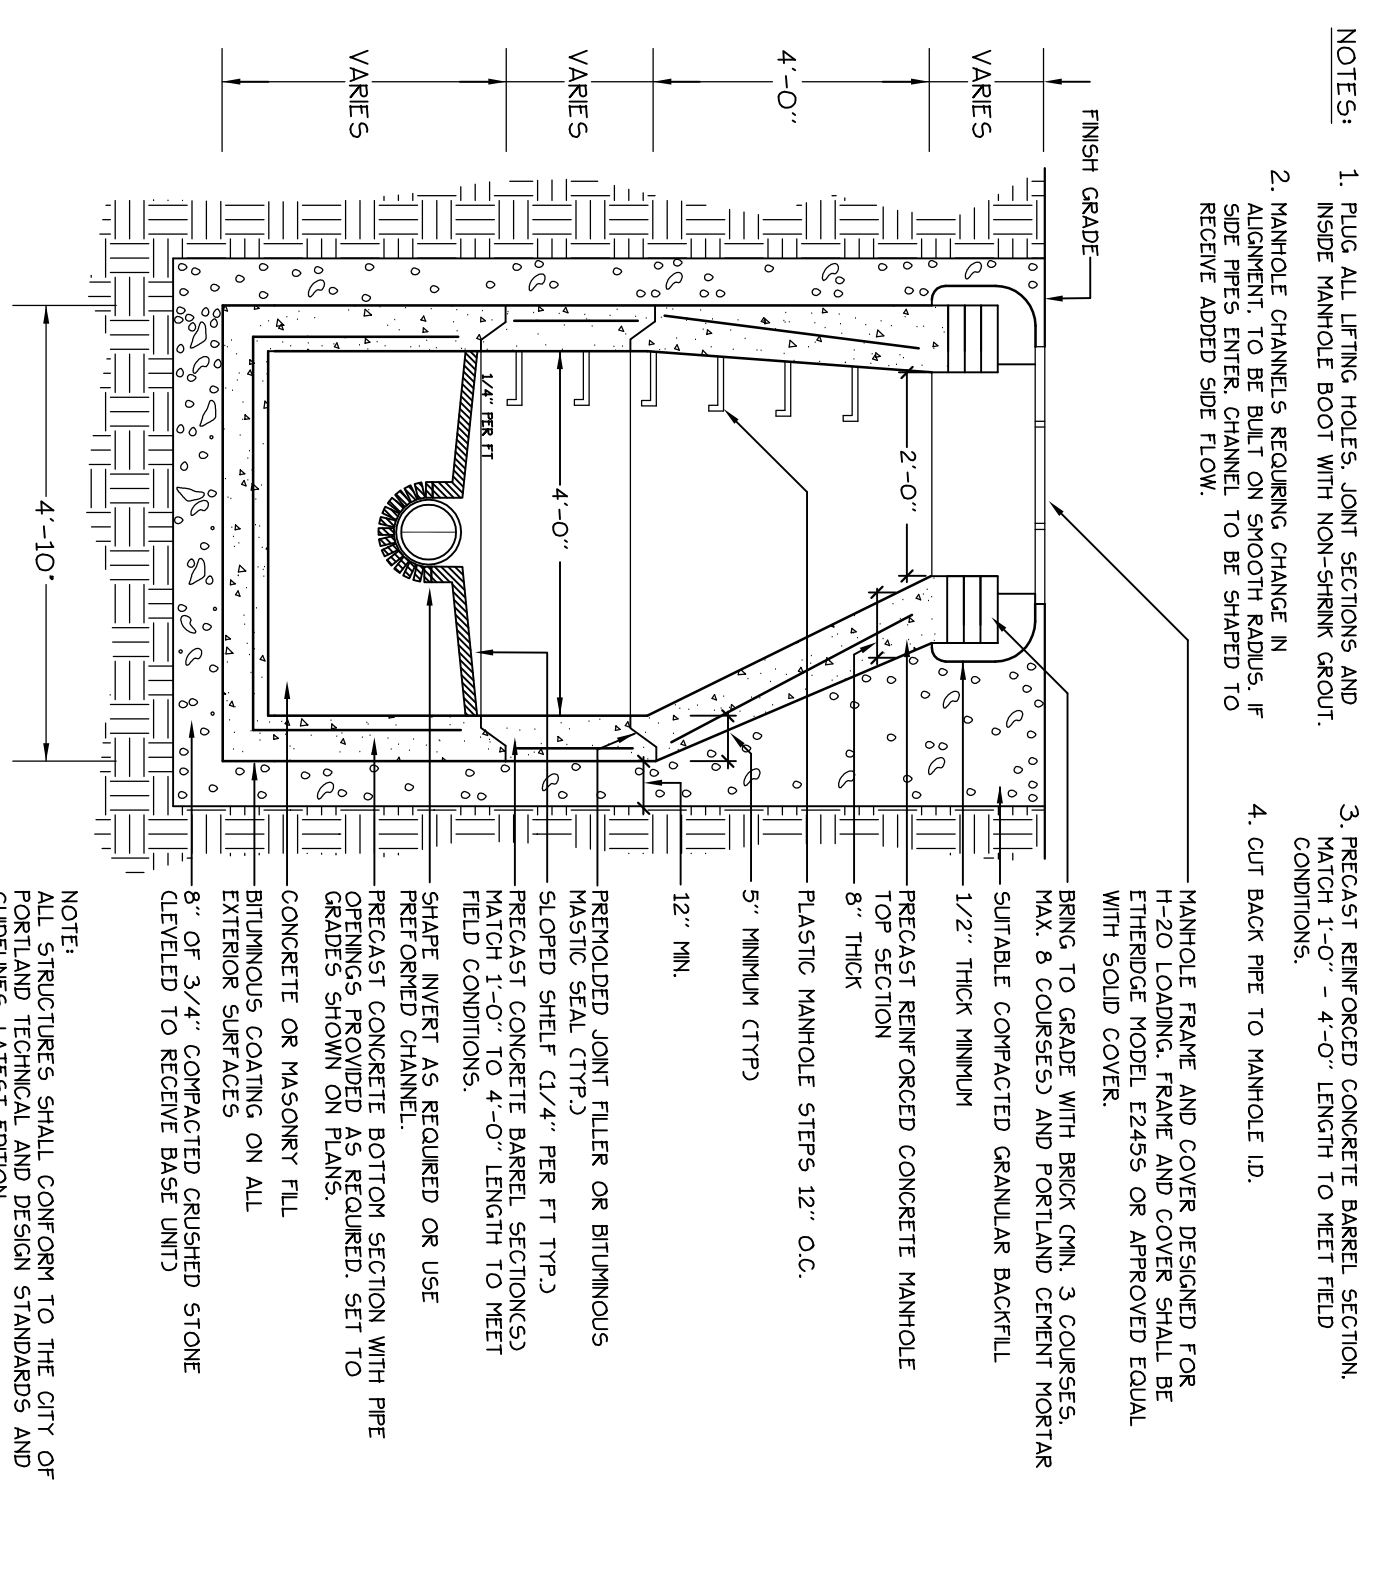 NOTES:
1. PLUG ALL LIFTING HOLES, JOINT SECTIONS AND
INSIDE MANHOLE BOOT WITH NON-SHRINK GROUT.
2. MANHOLE CHANNELS REQUIRING CHANGE IN
ALIGNMENT, TO BE BUILT ON SMOOTH RADIUS. IF
SIDE PIPES ENTER, CHANNEL TO BE SHAPED TO
RECEIVE ADDED SIDE FLOW.
3. PRECAST REINFORCED CONCRETE BARREL SECTION.
MATCH 1'-0" - 4'-0" LENGTH TO MEET FIELD
CONDITIONS.
4. CUT BACK PIPE TO MANHOLE I.D.
FINISH GRADE
VARIES
4'-0"
VARIES
VARIES
2'-0"
4'-0"
1/4" PER FT
4'-10"
MANHOLE FRAME AND COVER DESIGNED FOR
H-20 LOADING. FRAME AND COVER SHALL BE
ETHERIDGE MODEL E245S OR APPROVED EQUAL
WITH SOLID COVER.
BRING TO GRADE WITH BRICK (MIN. 3 COURSES,
MAX. 8 COURSES) AND PORTLAND CEMENT MORTAR
SUITABLE COMPACTED GRANULAR BACKFILL
1/2" THICK MINIMUM
PRECAST REINFORCED CONCRETE MANHOLE
TOP SECTION
8" THICK
PLASTIC MANHOLE STEPS 12" O.C.
5" MINIMUM (TYP)
12" MIN.
PREMOLDED JOINT FILLER OR BITUMINOUS
MASTIC SEAL (TYP.)
SLOPED SHELF (1/4" PER FT TYP.)
PRECAST CONCRETE BARREL SECTION(S)
MATCH 1'-0" TO 4'-0" LENGTH TO MEET
FIELD CONDITIONS.
SHAPE INVERT AS REQUIRED OR USE
PREFORMED CHANNEL.
PRECAST CONCRETE BOTTOM SECTION WITH PIPE
OPENINGS PROVIDED AS REQUIRED. SET TO
GRADES SHOWN ON PLANS.
CONCRETE OR MASONRY FILL
BITUMINOUS COATING ON ALL
EXTERIOR SURFACES
8" OF 3/4" COMPACTED CRUSHED STONE
(LEVELED TO RECEIVE BASE UNIT)
NOTE:
ALL STRUCTURES SHALL CONFORM TO THE CITY OF
PORTLAND TECHNICAL AND DESIGN STANDARDS AND
GUIDELINES, LATEST EDITION